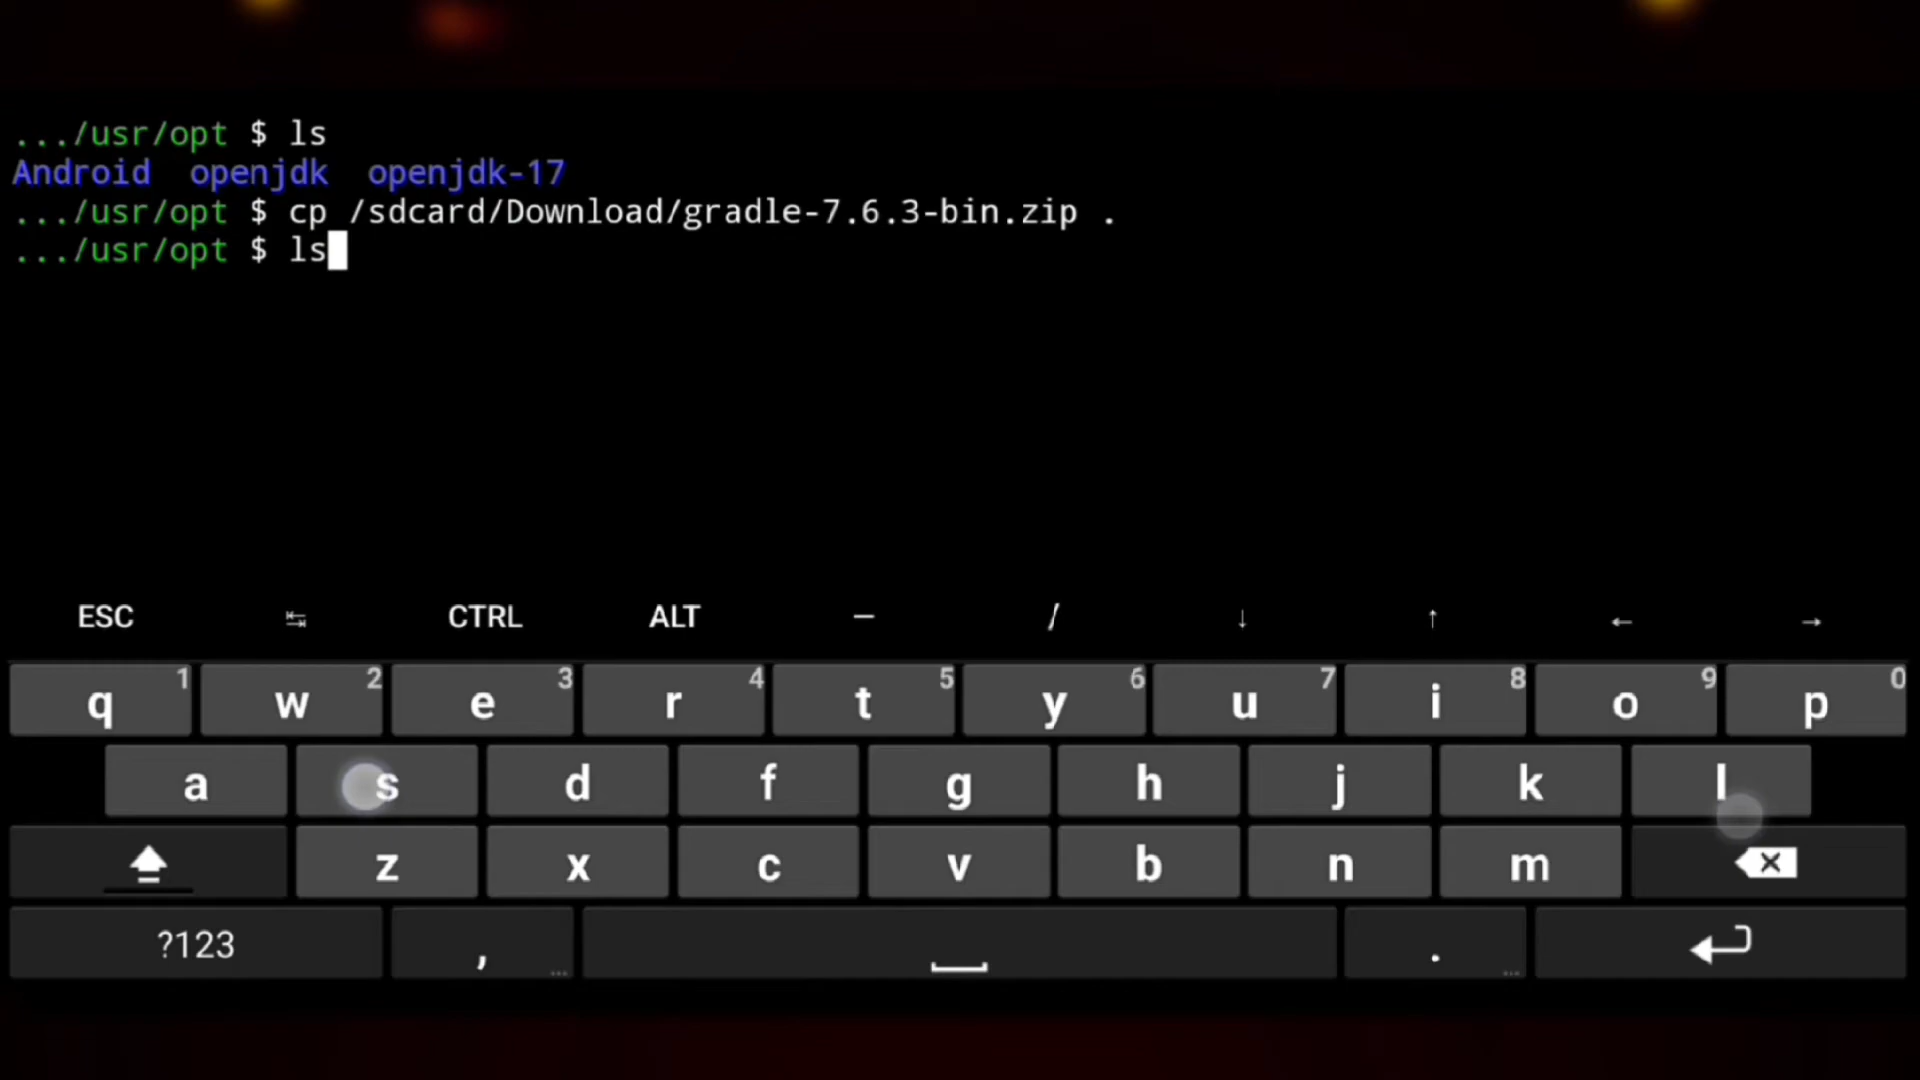 .../usr/opt $ ls
Android openjdk openjdk-17
.../usr/opt $ cp /sdcard/Download/gradle-7.6.3-bin.zip .
.../usr/opt $ ls
ESC ↹ CTRL ALT — / ↓ ↑ ← →
q 1 w 2 e 3 r 4 t 5 y 6 u 7 i 8 o 9 p 0
a s d f g h j k l
z x c v b n m
?123 , ... . ...